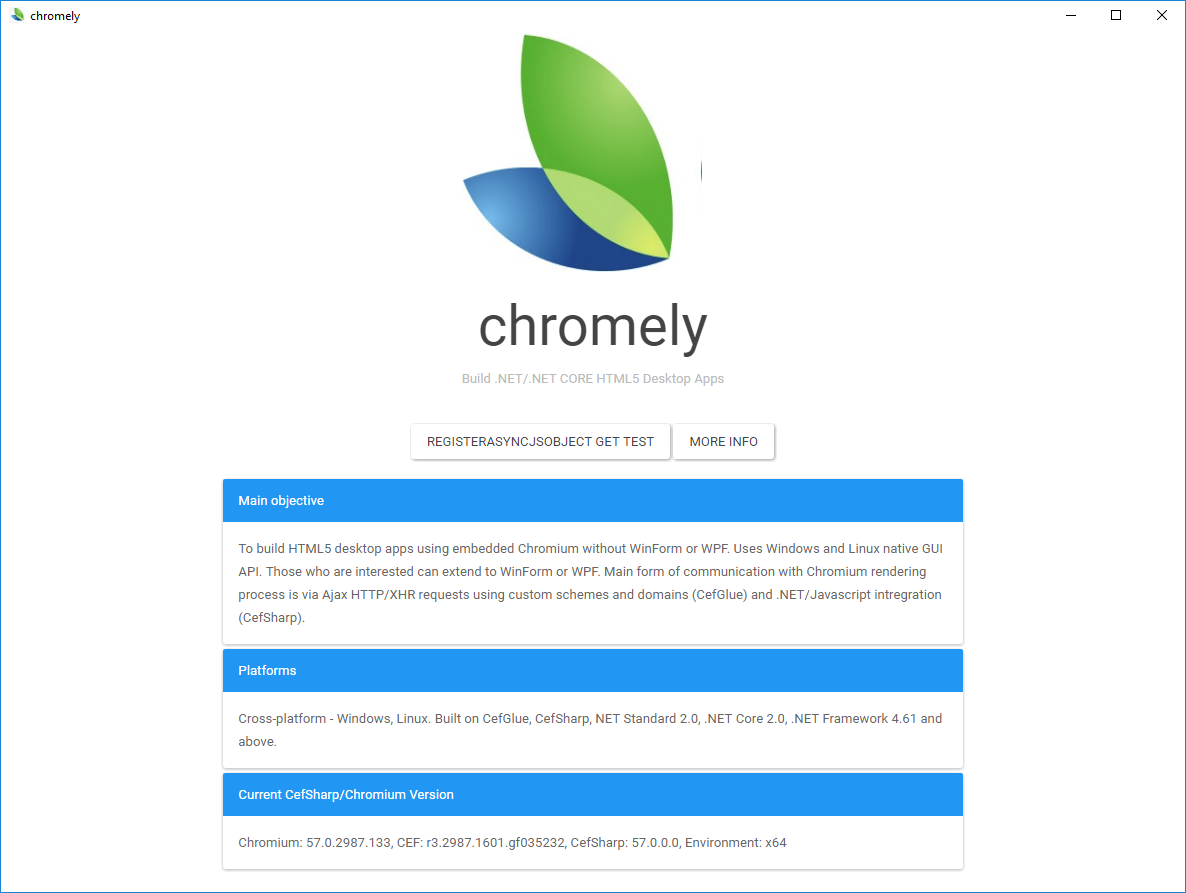 chromely
chromely
Build .NET/.NET CORE HTML5 Desktop Apps
REGISTERASYNCJSOBJECT GET TEST MORE INFO
Main objective
To build HTML5 desktop apps using embedded Chromium without WinForm or WPF. Uses Windows and Linux native GUI
API. Those who are interested can extend to WinForm or WPF. Main form of communication with Chromium rendering
process is via Ajax HTTP/XHR requests using custom schemes and domains (CefGlue) and .NET/Javascript intregration
(CefSharp).
Platforms
Cross-platform - Windows, Linux. Built on CefGlue, CefSharp, NET Standard 2.0, .NET Core 2.0, .NET Framework 4.61 and
above.
Current CefSharp/Chromium Version
Chromium: 57.0.2987.133, CEF: r3.2987.1601.gf035232, CefSharp: 57.0.0.0, Environment: x64